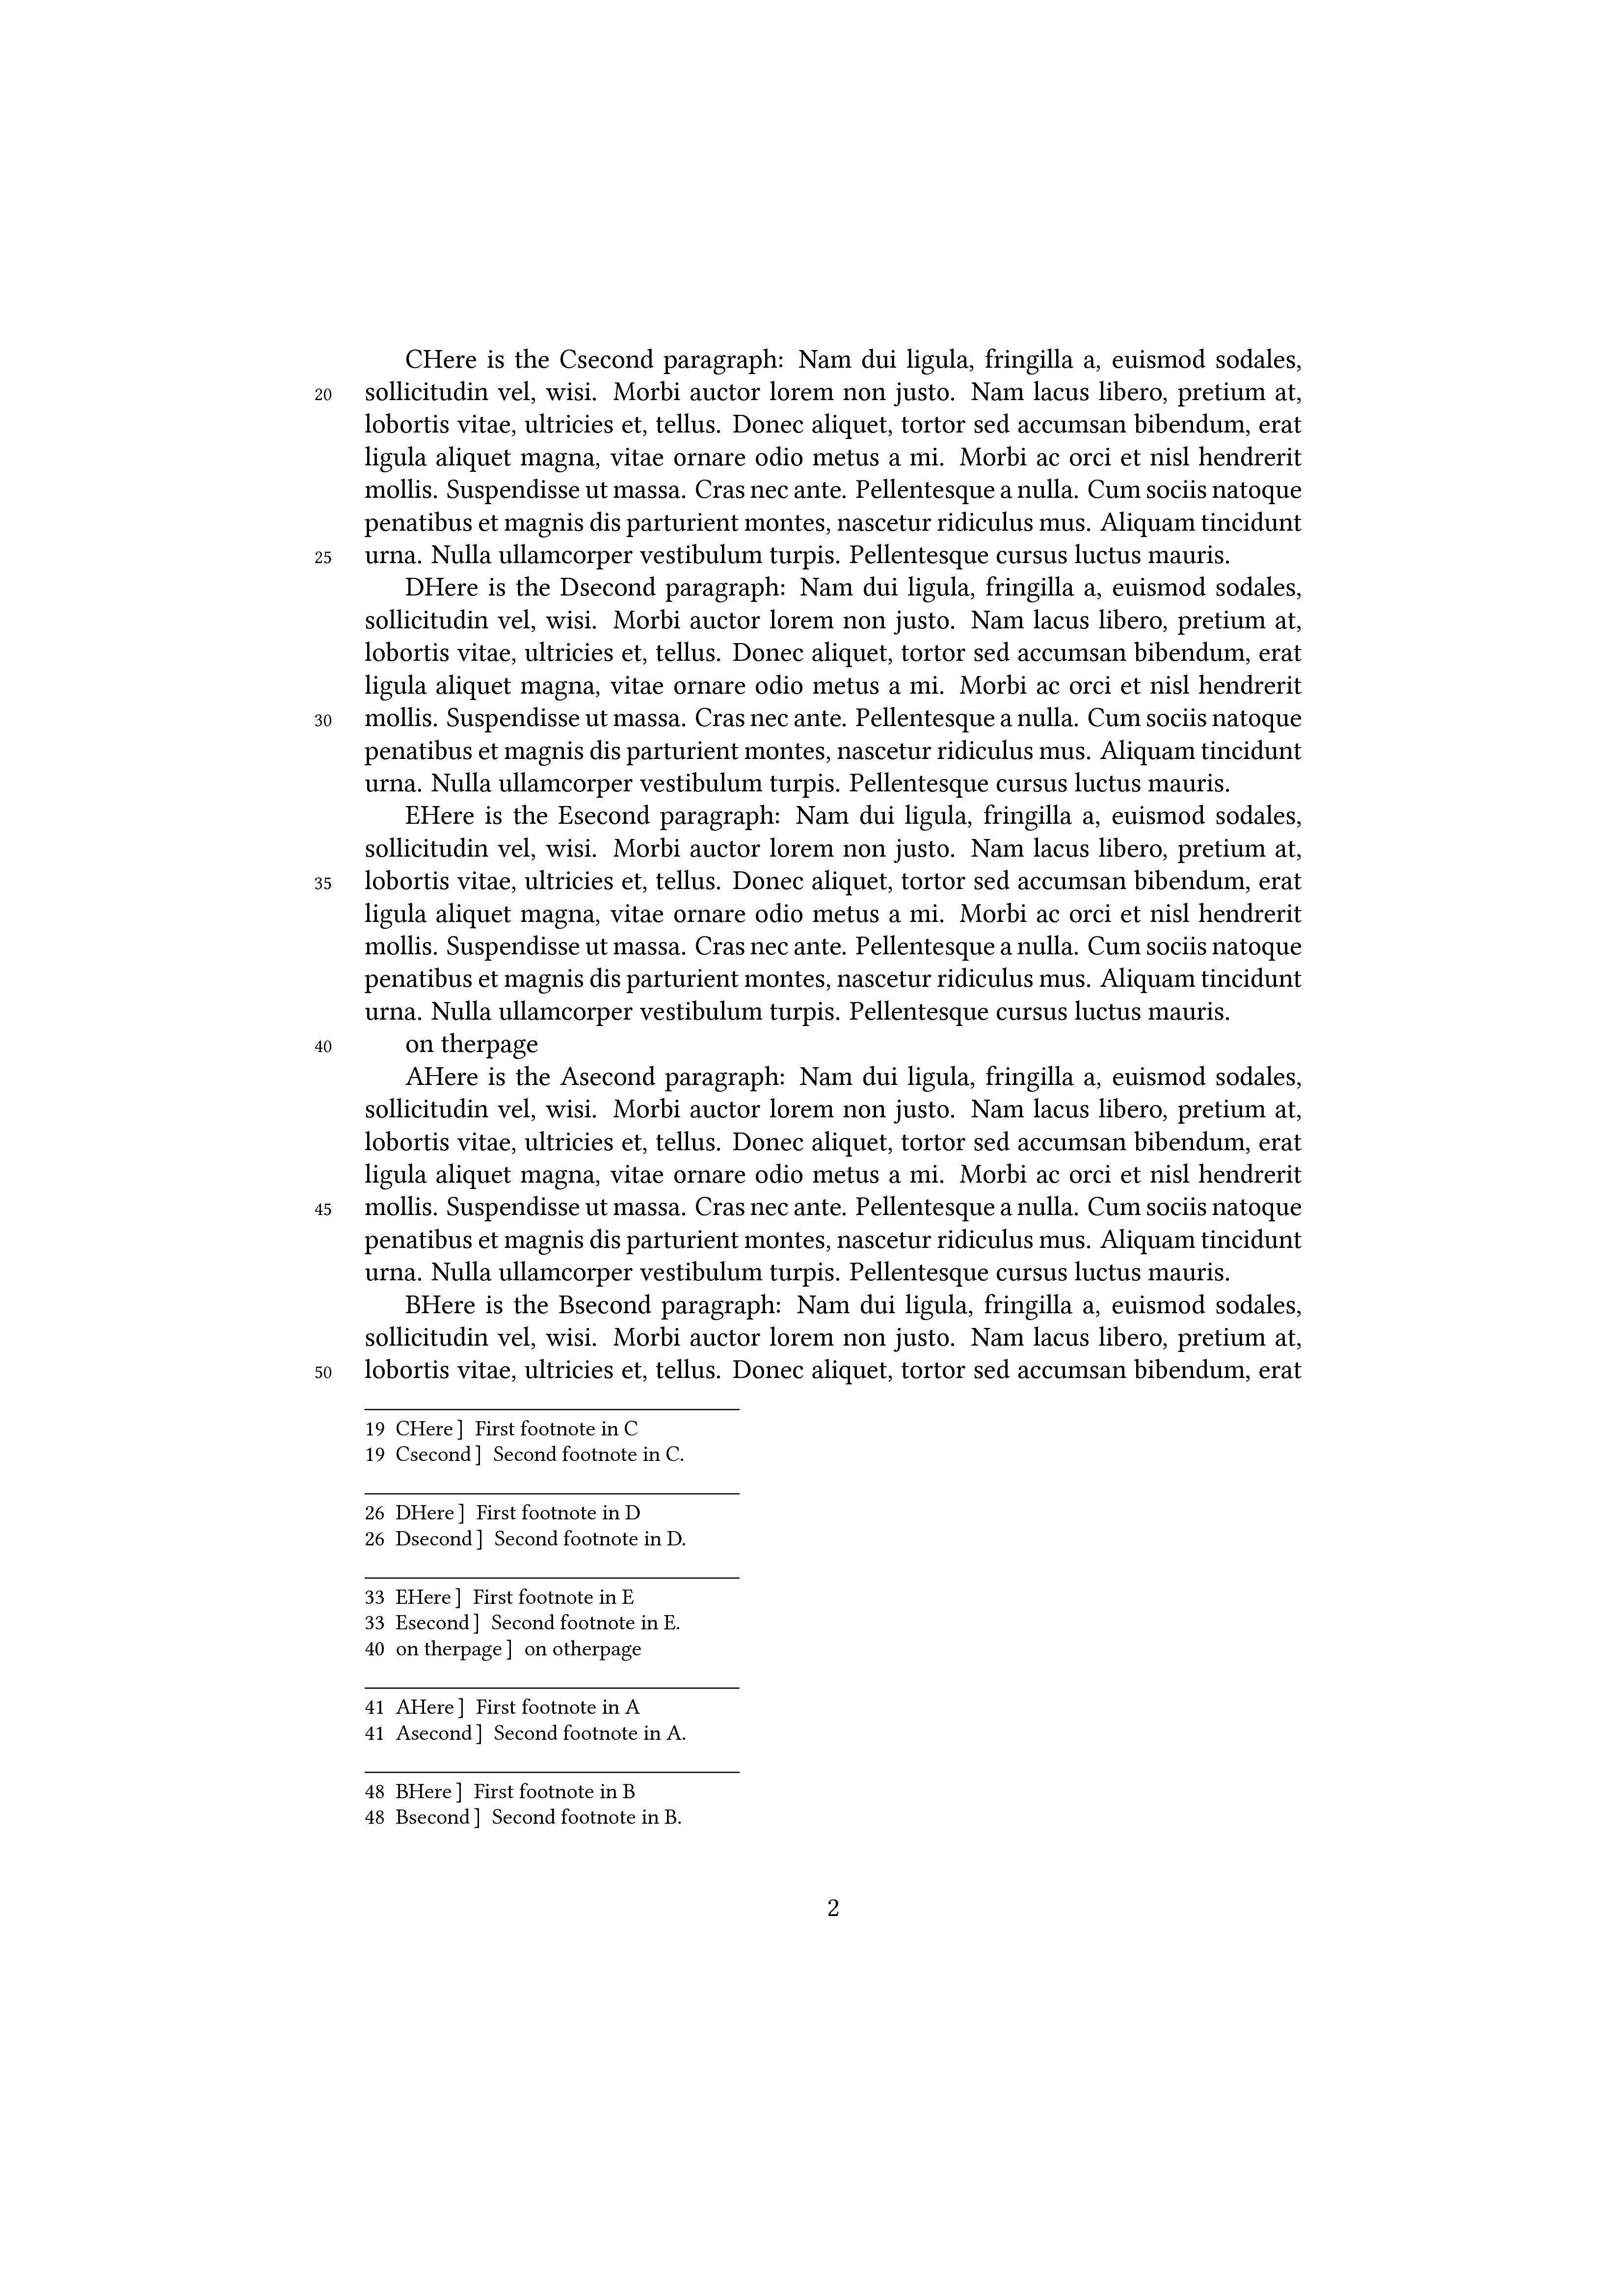 CHere is the Csecond paragraph: Nam dui ligula, fringilla a, euismod sodales,
20 sollicitudin vel, wisi. Morbi auctor lorem non justo. Nam lacus libero, pretium at,
lobortis vitae, ultricies et, tellus. Donec aliquet, tortor sed accumsan bibendum, erat
ligula aliquet magna, vitae ornare odio metus a mi. Morbi ac orci et nisl hendrerit
mollis. Suspendisse ut massa. Cras nec ante. Pellentesque a nulla. Cum sociis natoque
penatibus et magnis dis parturient montes, nascetur ridiculus mus. Aliquam tincidunt
25 urna. Nulla ullamcorper vestibulum turpis. Pellentesque cursus luctus mauris.
DHere is the Dsecond paragraph: Nam dui ligula, fringilla a, euismod sodales,
sollicitudin vel, wisi. Morbi auctor lorem non justo. Nam lacus libero, pretium at,
lobortis vitae, ultricies et, tellus. Donec aliquet, tortor sed accumsan bibendum, erat
ligula aliquet magna, vitae ornare odio metus a mi. Morbi ac orci et nisl hendrerit
30 mollis. Suspendisse ut massa. Cras nec ante. Pellentesque a nulla. Cum sociis natoque
penatibus et magnis dis parturient montes, nascetur ridiculus mus. Aliquam tincidunt
urna. Nulla ullamcorper vestibulum turpis. Pellentesque cursus luctus mauris.
EHere is the Esecond paragraph: Nam dui ligula, fringilla a, euismod sodales,
sollicitudin vel, wisi. Morbi auctor lorem non justo. Nam lacus libero, pretium at,
35 lobortis vitae, ultricies et, tellus. Donec aliquet, tortor sed accumsan bibendum, erat
ligula aliquet magna, vitae ornare odio metus a mi. Morbi ac orci et nisl hendrerit
mollis. Suspendisse ut massa. Cras nec ante. Pellentesque a nulla. Cum sociis natoque
penatibus et magnis dis parturient montes, nascetur ridiculus mus. Aliquam tincidunt
urna. Nulla ullamcorper vestibulum turpis. Pellentesque cursus luctus mauris.
40 on therpage
AHere is the Asecond paragraph: Nam dui ligula, fringilla a, euismod sodales,
sollicitudin vel, wisi. Morbi auctor lorem non justo. Nam lacus libero, pretium at,
lobortis vitae, ultricies et, tellus. Donec aliquet, tortor sed accumsan bibendum, erat
ligula aliquet magna, vitae ornare odio metus a mi. Morbi ac orci et nisl hendrerit
45 mollis. Suspendisse ut massa. Cras nec ante. Pellentesque a nulla. Cum sociis natoque
penatibus et magnis dis parturient montes, nascetur ridiculus mus. Aliquam tincidunt
urna. Nulla ullamcorper vestibulum turpis. Pellentesque cursus luctus mauris.
BHere is the Bsecond paragraph: Nam dui ligula, fringilla a, euismod sodales,
sollicitudin vel, wisi. Morbi auctor lorem non justo. Nam lacus libero, pretium at,
50 lobortis vitae, ultricies et, tellus. Donec aliquet, tortor sed accumsan bibendum, erat
19 CHere] First footnote in C
19 Csecond] Second footnote in C.
26 DHere] First footnote in D
26 Dsecond] Second footnote in D.
33 EHere] First footnote in E
33 Esecond] Second footnote in E.
40 on therpage] on otherpage
41 AHere] First footnote in A
41 Asecond] Second footnote in A.
48 BHere] First footnote in B
48 Bsecond] Second footnote in B.
2